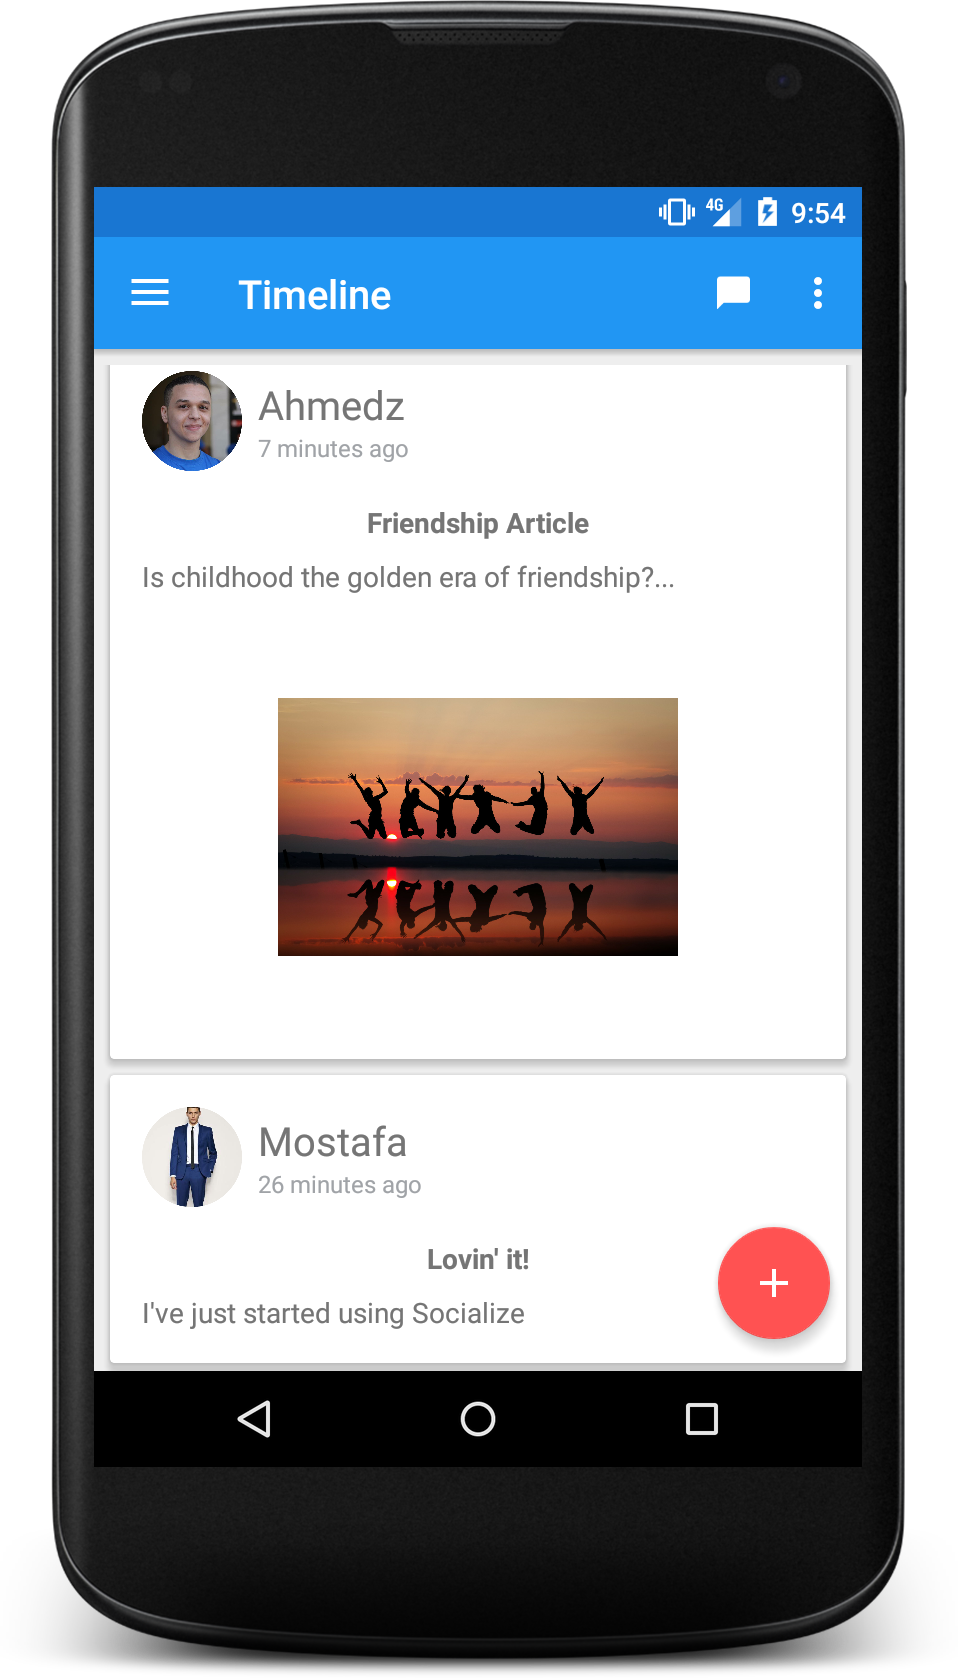 4G 9:54
Timeline
Ahmedz
7 minutes ago
Friendship Article
Is childhood the golden era of friendship?...
Mostafa
26 minutes ago
Lovin' it!
I've just started using Socialize